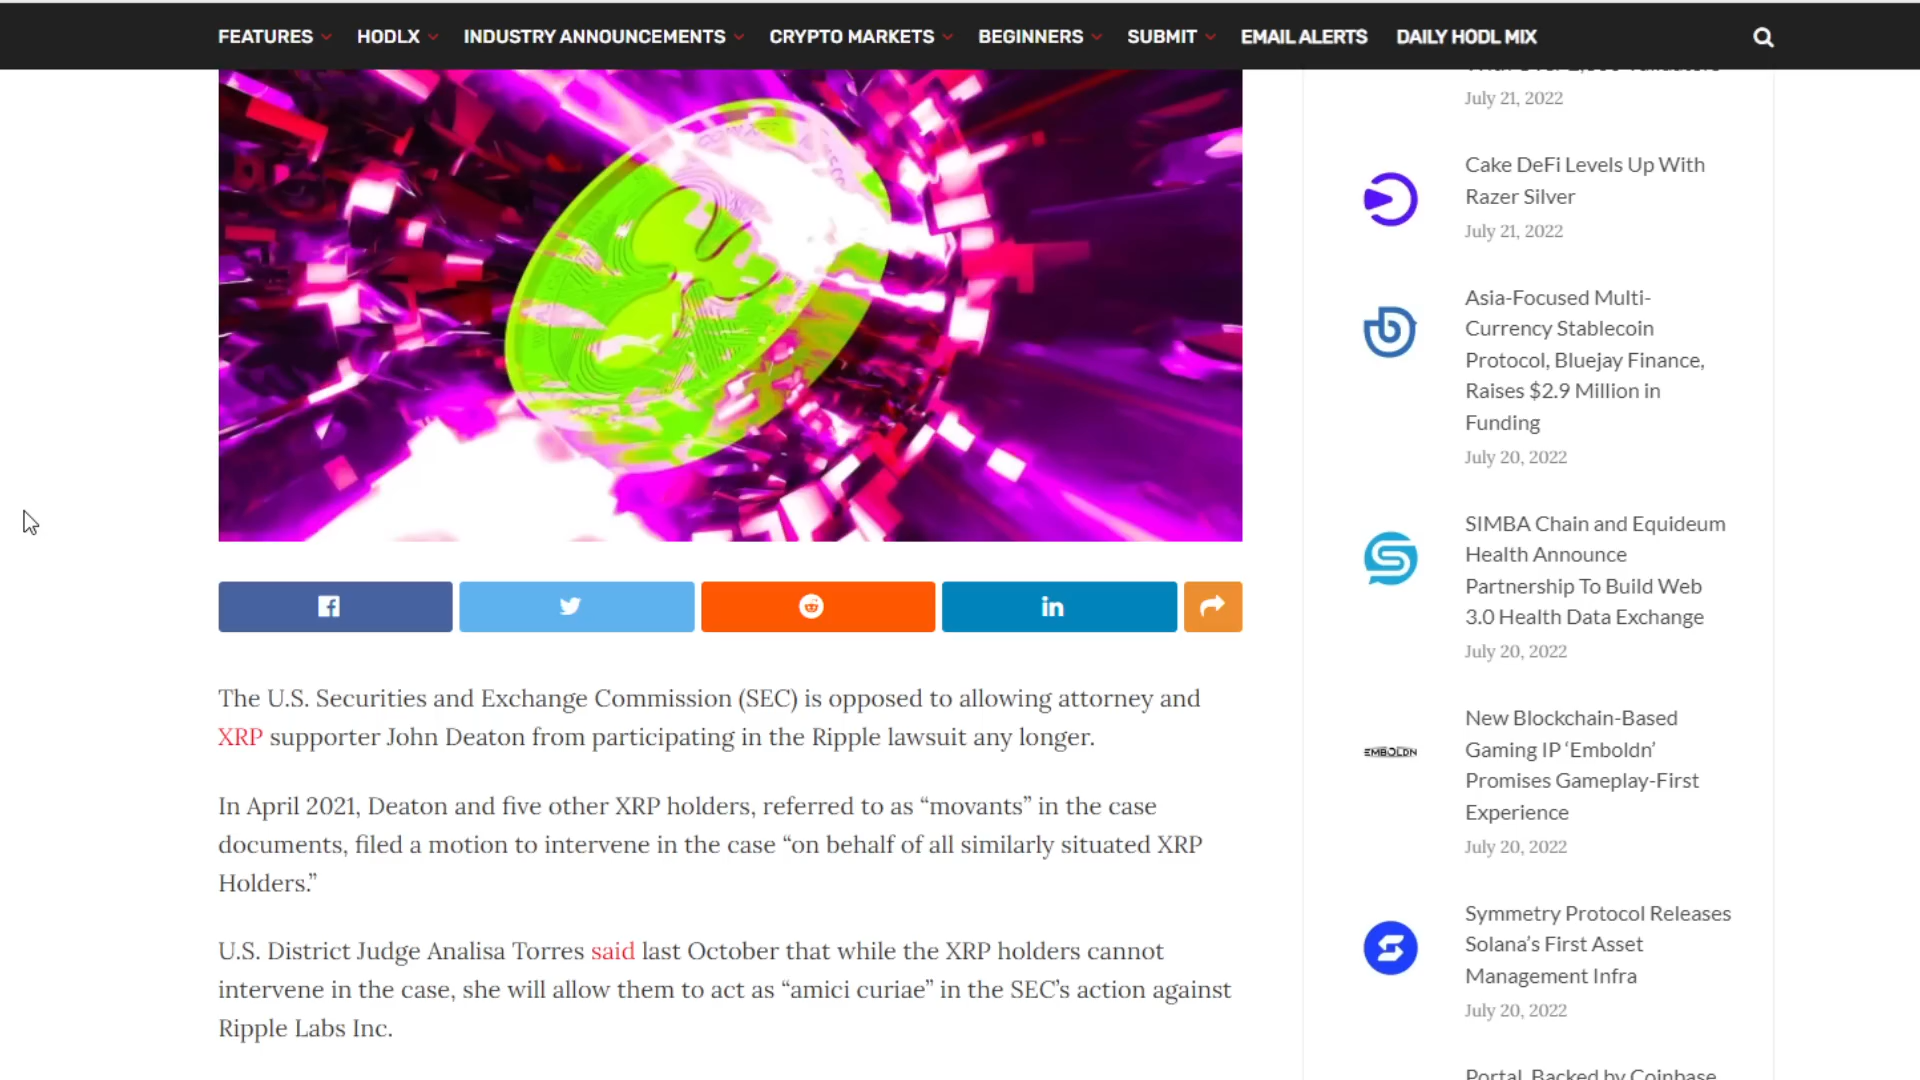 FEATURES HODLX INDUSTRY ANNOUNCEMENTS CRYPTO MARKETS BEGINNERS SUBMIT EMAIL ALERTS DAILY HODL MIX
The U.S. Securities and Exchange Commission (SEC) is opposed to allowing attorney and
XRP supporter John Deaton from participating in the Ripple lawsuit any longer.
In April 2021, Deaton and five other XRP holders, referred to as “movants” in the case
documents, filed a motion to intervene in the case “on behalf of all similarly situated XRP
Holders.”
U.S. District Judge Analisa Torres said last October that while the XRP holders cannot
intervene in the case, she will allow them to act as “amici curiae” in the SEC’s action against
Ripple Labs Inc.
July 21, 2022
Cake DeFi Levels Up With
Razer Silver
July 21, 2022
Asia-Focused Multi-
Currency Stablecoin
Protocol, Bluejay Finance,
Raises $2.9 Million in
Funding
July 20, 2022
SIMBA Chain and Equideum
Health Announce
Partnership To Build Web
3.0 Health Data Exchange
July 20, 2022
EMBOLDN
New Blockchain-Based
Gaming IP ‘Emboldn’
Promises Gameplay-First
Experience
July 20, 2022
Symmetry Protocol Releases
Solana’s First Asset
Management Infra
July 20, 2022
Portal, Backed by Coinbase